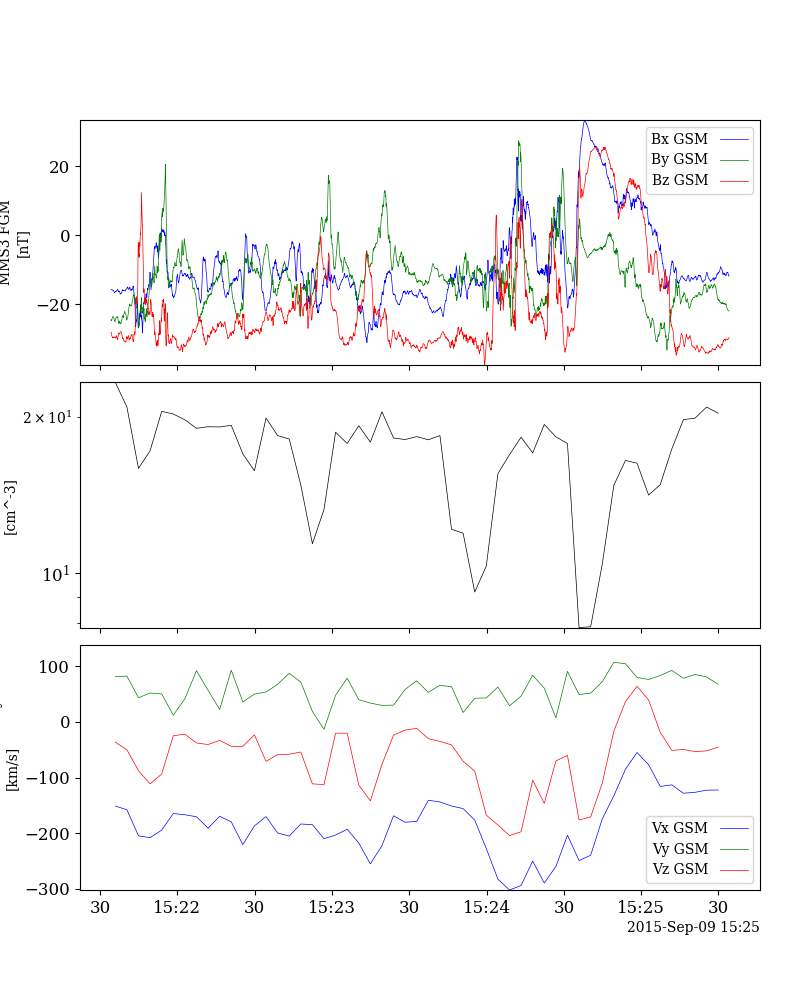 MMS3 FGM
[nT]
20
0
−20
Bx GSM
By GSM
Bz GSM
[cm^-3]
2 × 10¹
10¹
[km/s]
100
0
−100
−200
−300
Vx GSM
Vy GSM
Vz GSM
30 15:22 30 15:23 30 15:24 30 15:25 30
2015-Sep-09 15:25